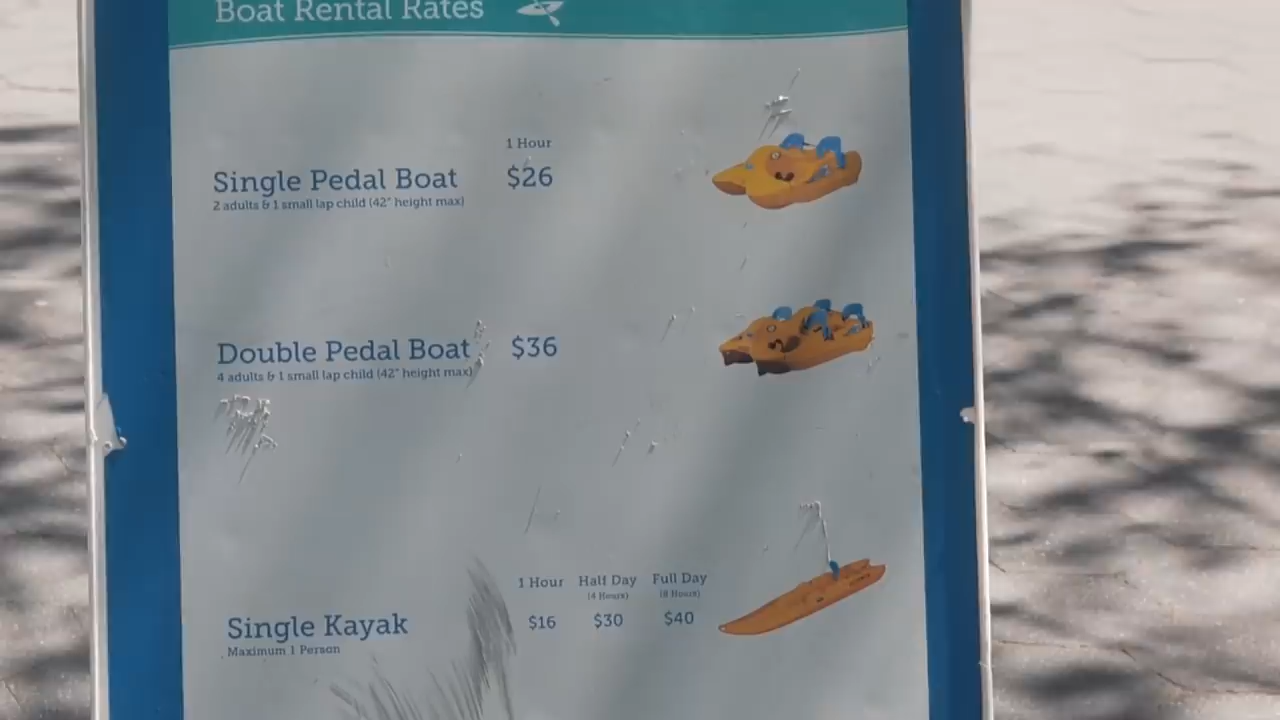 Boat Rental Rates
1 Hour
Single Pedal Boat $26
2 adults & 1 small lap child (42" height max)
Double Pedal Boat $36
4 adults & 1 small lap child (42" height max)
1 Hour Half Day Full Day
(4 Hours) (8 Hours)
Single Kayak $16 $30 $40
Maximum 1 Person